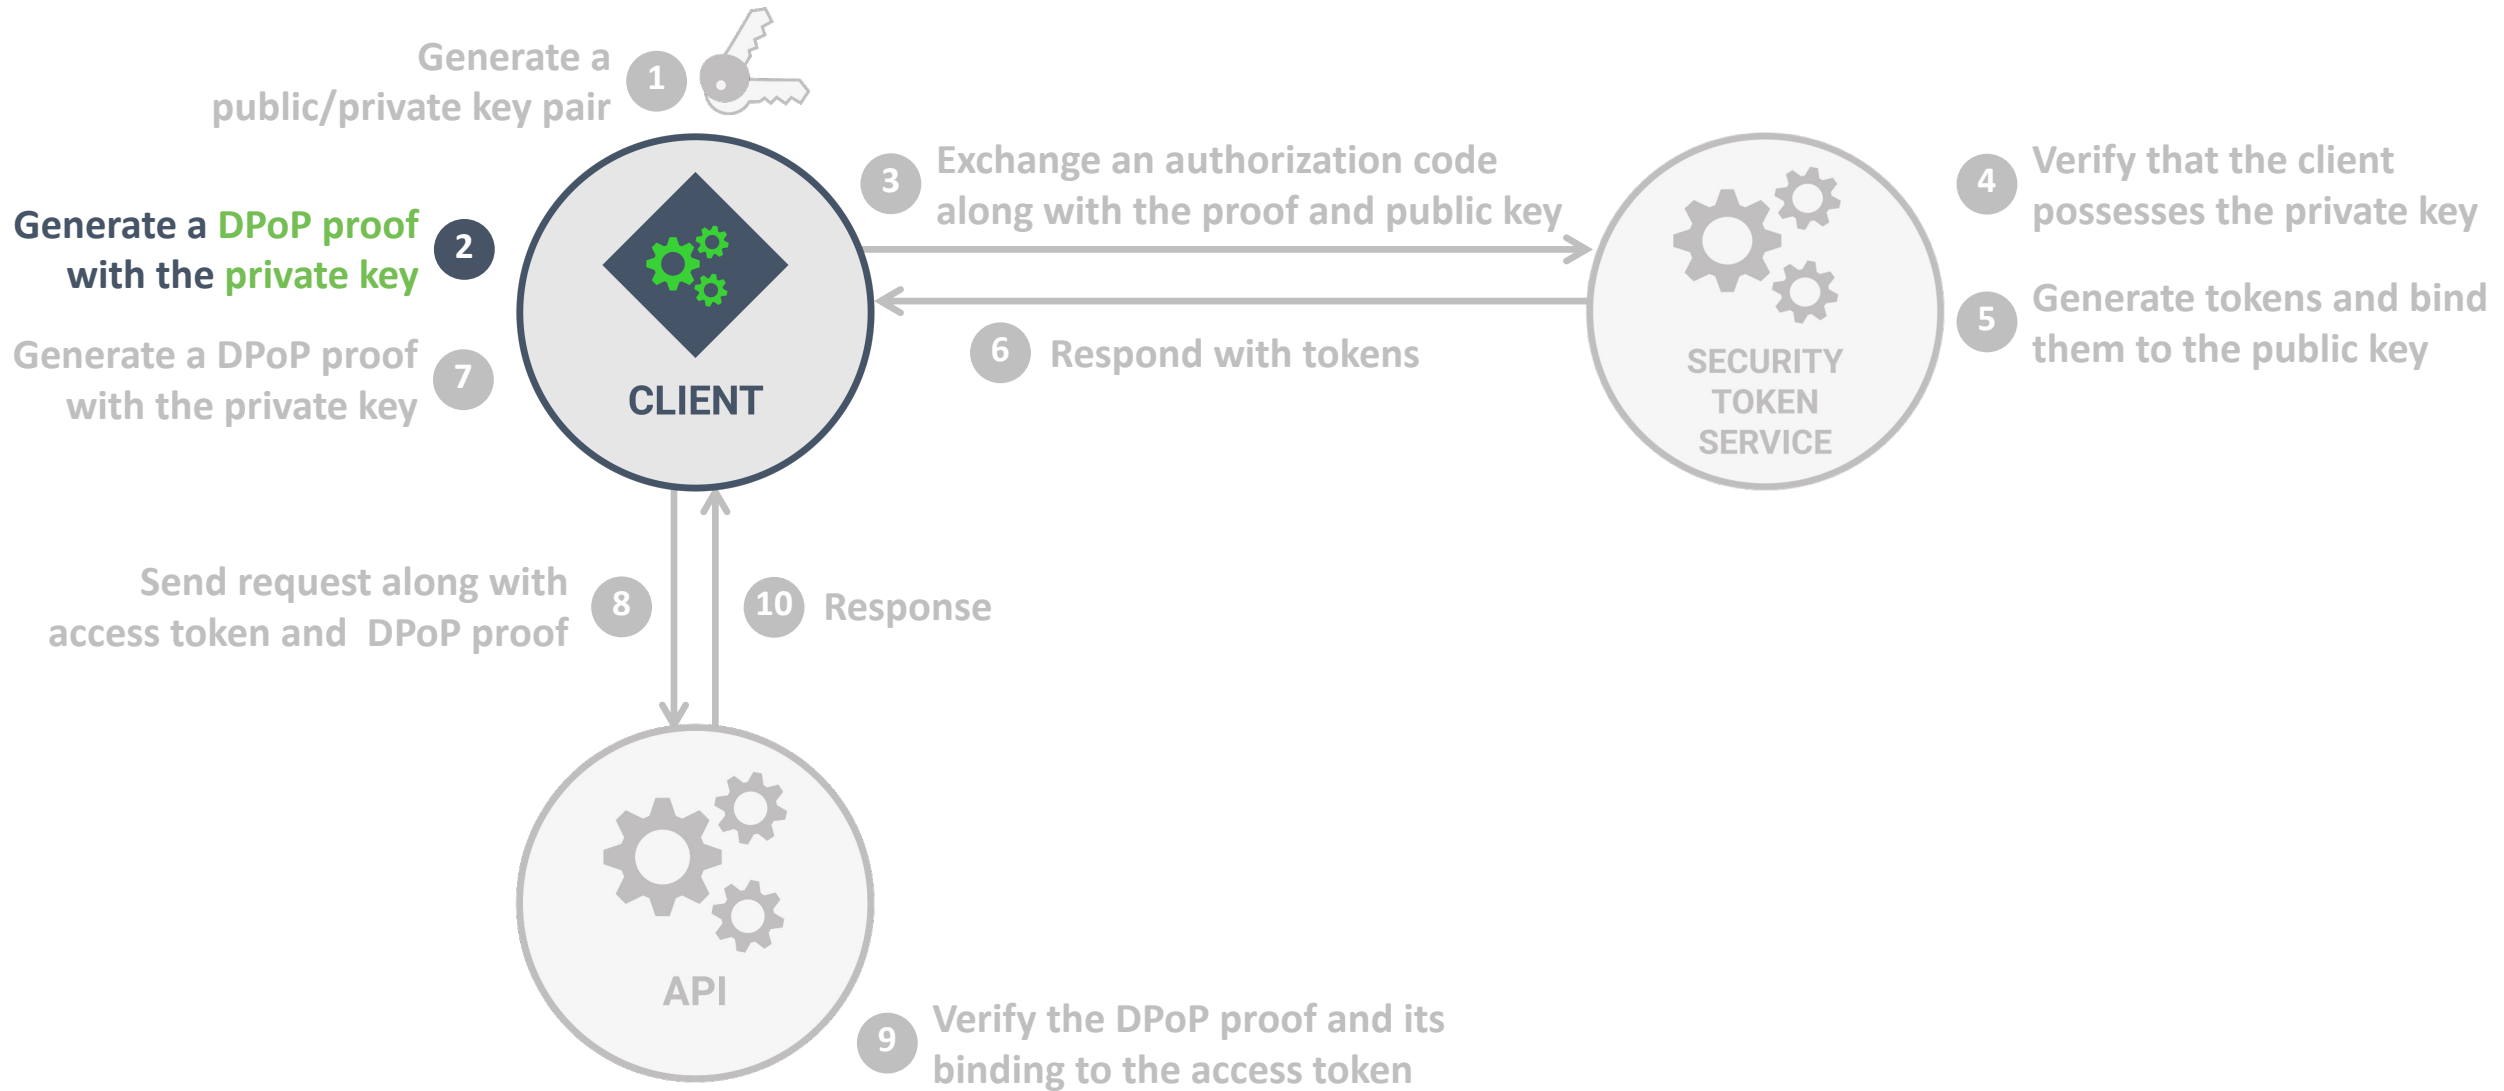 Generate a
public/private key pair
1
Generate a DPoP proof
with the private key
2
Generate a DPoP proof
with the private key
7
CLIENT
3
Exchange an authorization code
along with the proof and public key
6
Respond with tokens
SECURITY
TOKEN
SERVICE
4
Verify that the client
possesses the private key
5
Generate tokens and bind
them to the public key
Send request along with
access token and DPoP proof
8
10
Response
API
9
Verify the DPoP proof and its
binding to the access token